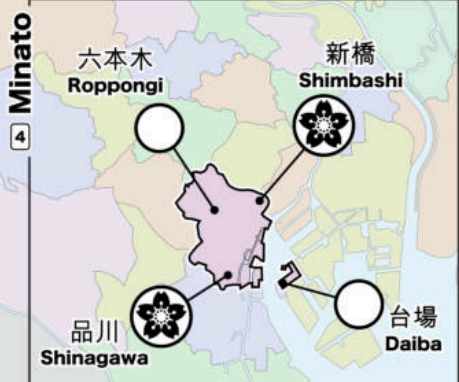 4 Minato
六本木
Roppongi
新橋
Shimbashi
品川
Shinagawa
台場
Daiba